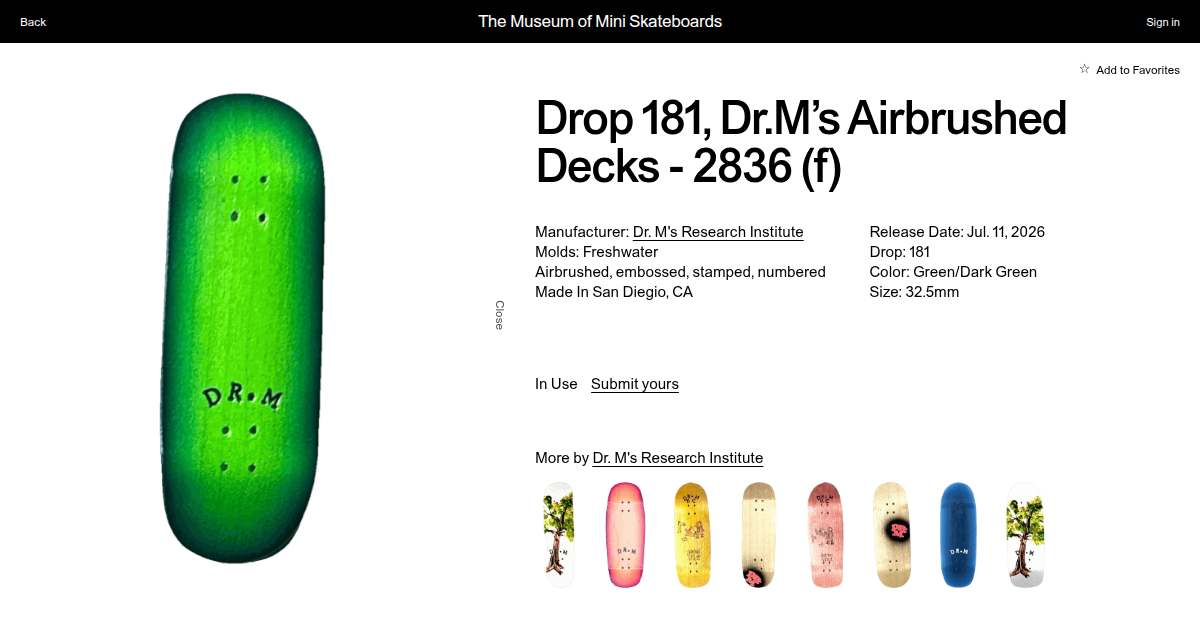 Back
The Museum of Mini Skateboards
Sign in
☆ Add to Favorites
Drop 181, Dr.M’s Airbrushed
Decks - 2836 (f)
Manufacturer: Dr. M's Research Institute
Molds: Freshwater
Airbrushed, embossed, stamped, numbered
Made In San Diegio, CA
Release Date: Jul. 11, 2026
Drop: 181
Color: Green/Dark Green
Size: 32.5mm
Close
DR•M
In Use Submit yours
More by Dr. M's Research Institute
DR•M
DR•M